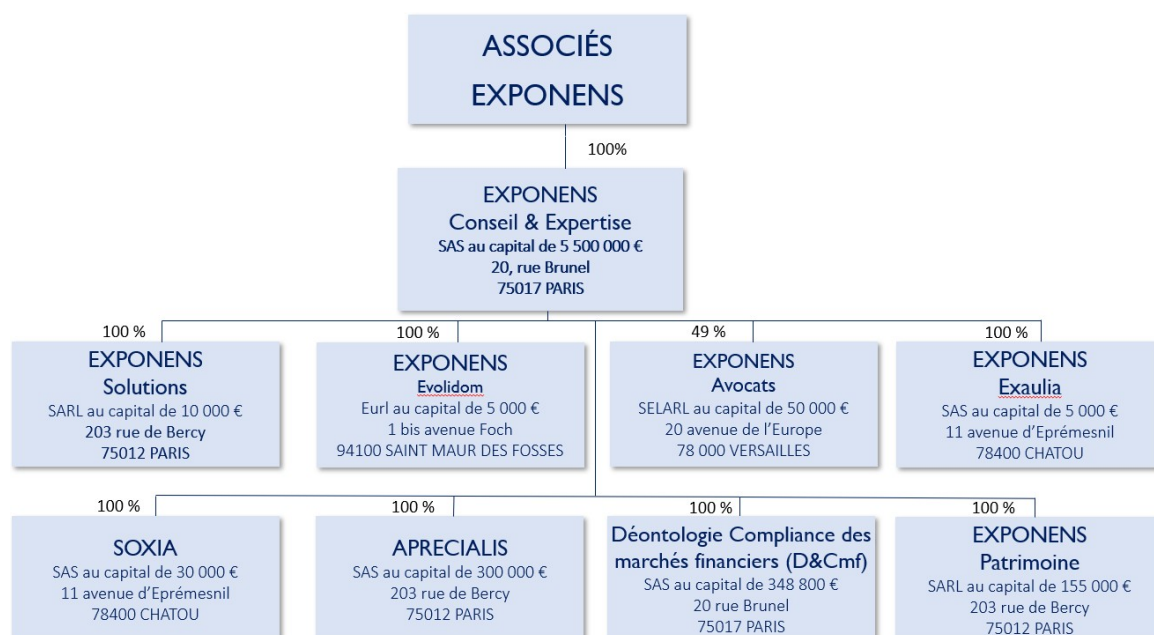 ASSOCIÉS
EXPONENS
100%
EXPONENS
Conseil & Expertise
SAS au capital de 5 500 000 €
20, rue Brunel
75017 PARIS
100 %
EXPONENS
Solutions
SARL au capital de 10 000 €
203 rue de Bercy
75012 PARIS
100 %
EXPONENS
Evolidom
Eurl au capital de 5 000 €
1 bis avenue Foch
94100 SAINT MAUR DES FOSSES
49 %
EXPONENS
Avocats
SELARL au capital de 50 000 €
20 avenue de l'Europe
78 000 VERSAILLES
100 %
EXPONENS
Exaulia
SAS au capital de 5 000 €
11 avenue d'Eprémesnil
78400 CHATOU
100 %
SOXIA
SAS au capital de 30 000 €
11 avenue d'Eprémesnil
78400 CHATOU
100 %
APRECIALIS
SAS au capital de 300 000 €
203 rue de Bercy
75012 PARIS
100 %
Déontologie Compliance des
marchés financiers (D&Cmf)
SAS au capital de 348 800 €
20 rue Brunel
75017 PARIS
100 %
EXPONENS
Patrimoine
SARL au capital de 155 000 €
203 rue de Bercy
75012 PARIS